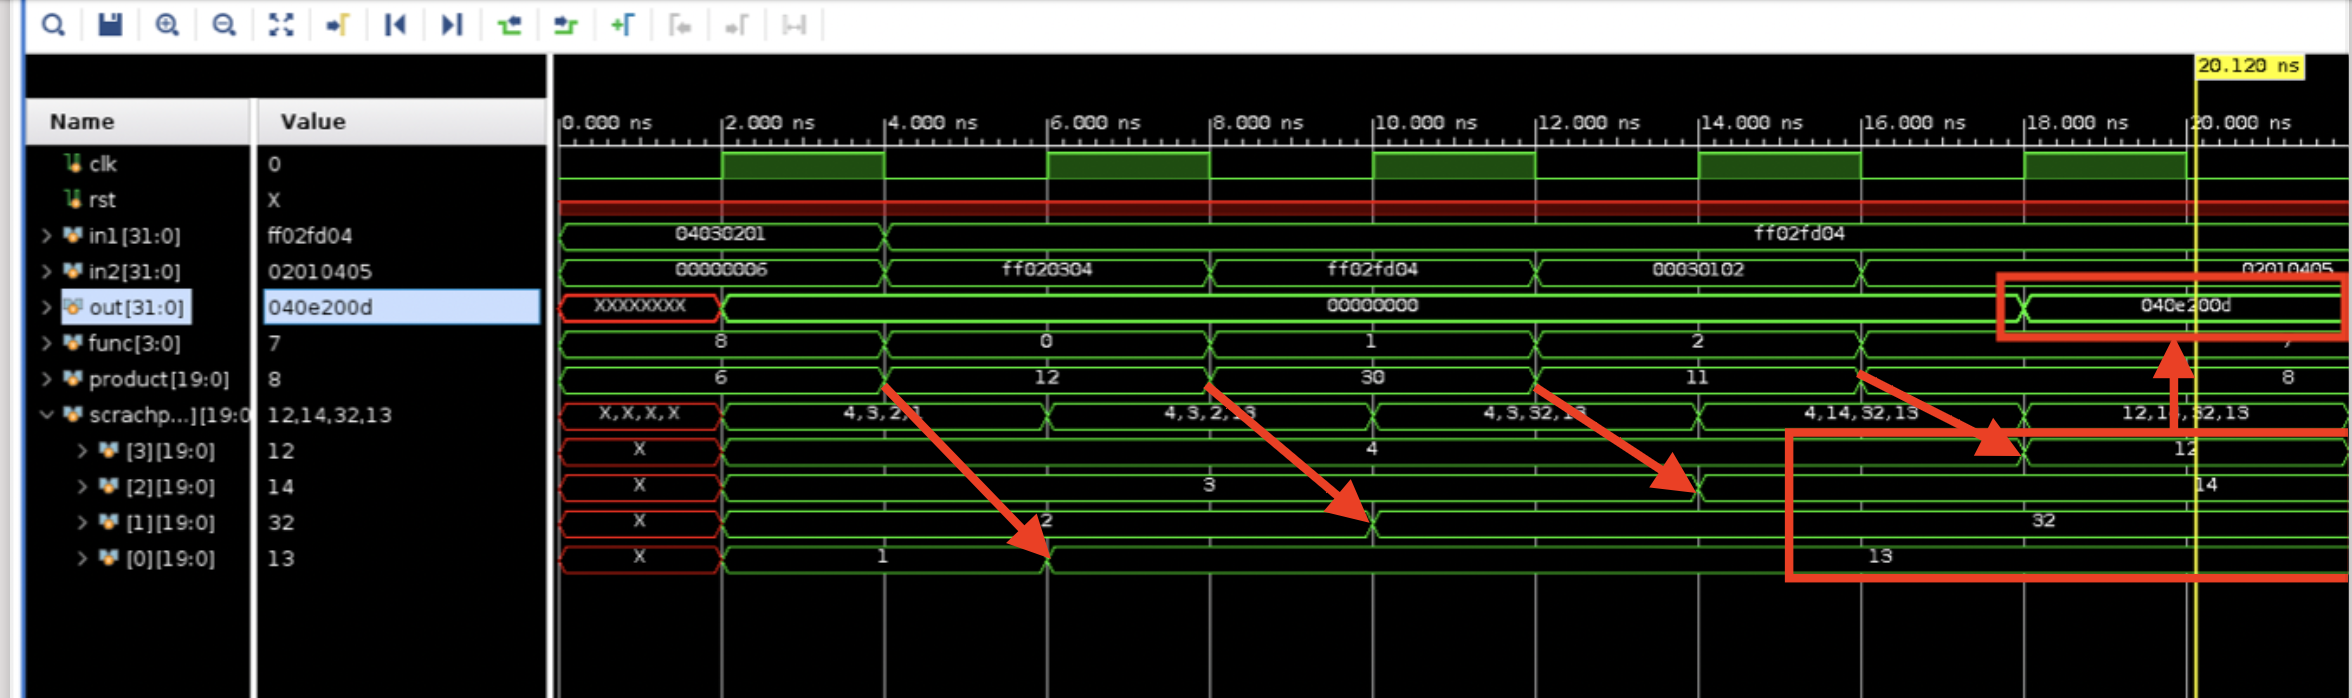 20.120 ns
Name Value 0.000 ns 2.000 ns 4.000 ns 6.000 ns 8.000 ns 10.000 ns 12.000 ns 14.000 ns 16.000 ns 18.000 ns 20.000 ns
clk 0
rst X
in1[31:0] ff02fd04 04030201 ff02fd04
in2[31:0] 02010405 00000006 ff020304 ff02fd04 00030102 02010405
out[31:0] 040e200d XXXXXXXX 00000000 040e200d
func[3:0] 7 8 0 1 2 7
product[19:0] 8 6 12 30 11 8
scrachp...][19:0 12,14,32,13 X,X,X,X 4,3,2,1 4,3,2,13 4,3,32,13 4,14,32,13 12,14,32,13
[3][19:0] 12 X 4 12
[2][19:0] 14 X 3 14
[1][19:0] 32 X 2 32
[0][19:0] 13 X 1 13